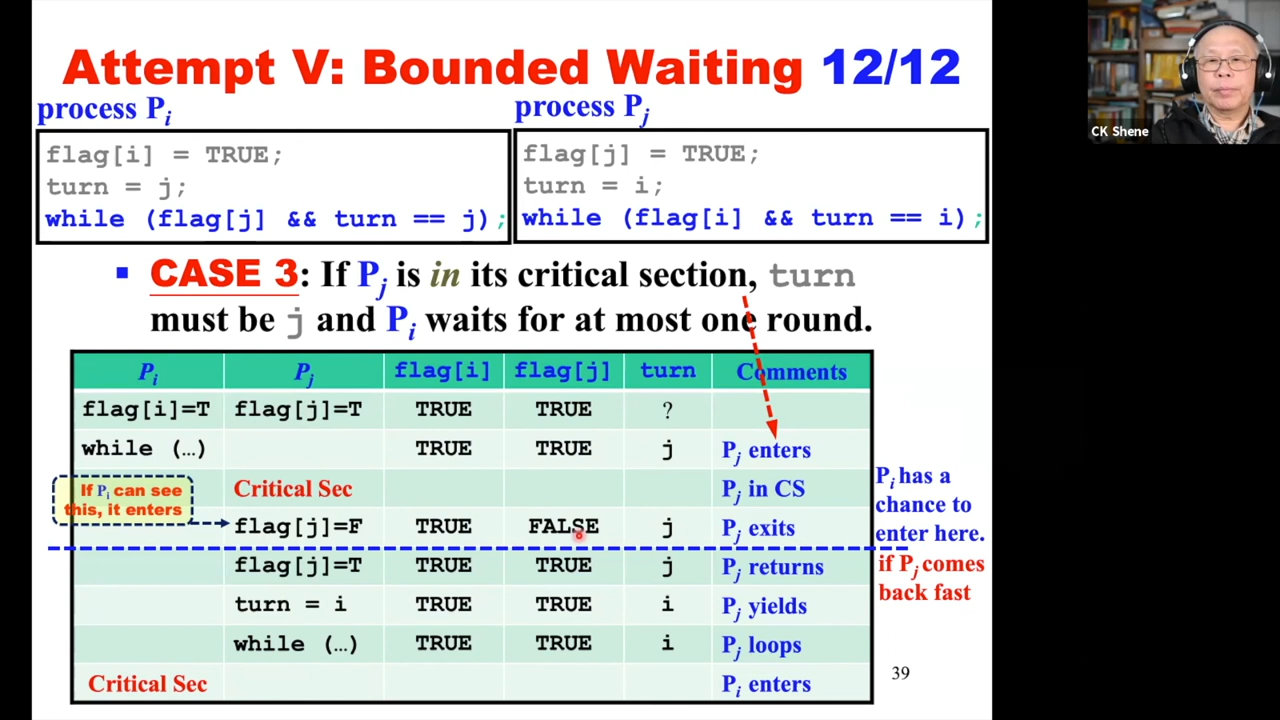 Attempt V: Bounded Waiting 12/12
process Pi
process Pj
flag[i] = TRUE;
turn = j;
while (flag[j] && turn == j);
flag[j] = TRUE;
turn = i;
while (flag[i] && turn == i);
CK Shene
▪ CASE 3: If Pj is in its critical section, turn
must be j and Pi waits for at most one round.
Pi Pj flag[i] flag[j] turn Comments
flag[i]=T flag[j]=T TRUE TRUE ?
while (…) TRUE TRUE j Pj enters
Critical Sec Pj in CS
If Pi can see
this, it enters
flag[j]=F TRUE FALSE j Pj exits
Pi has a
chance to
enter here.
flag[j]=T TRUE TRUE j Pj returns
if Pj comes
back fast
turn = i TRUE TRUE i Pj yields
while (…) TRUE TRUE i Pj loops
Critical Sec Pi enters
39